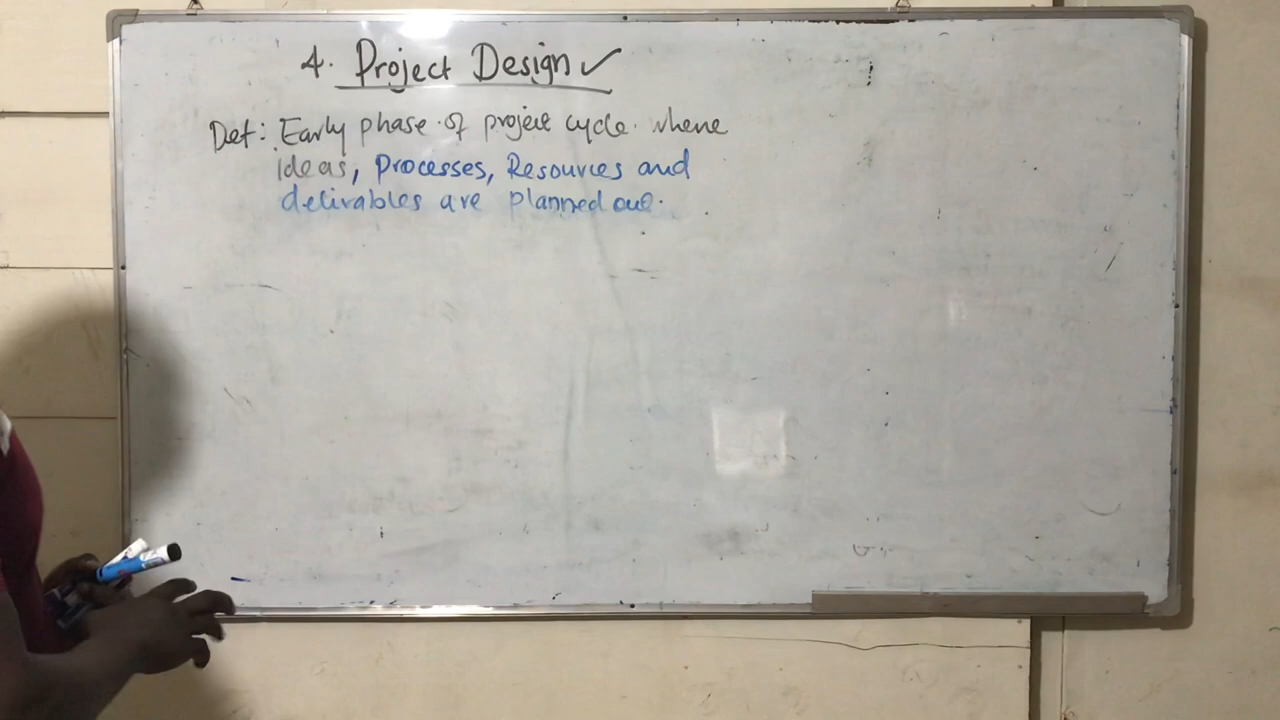 4. Project Design ✓
Def: Early phase of project cycle where
ideas, Processes, Resources and
delivables are planned out.